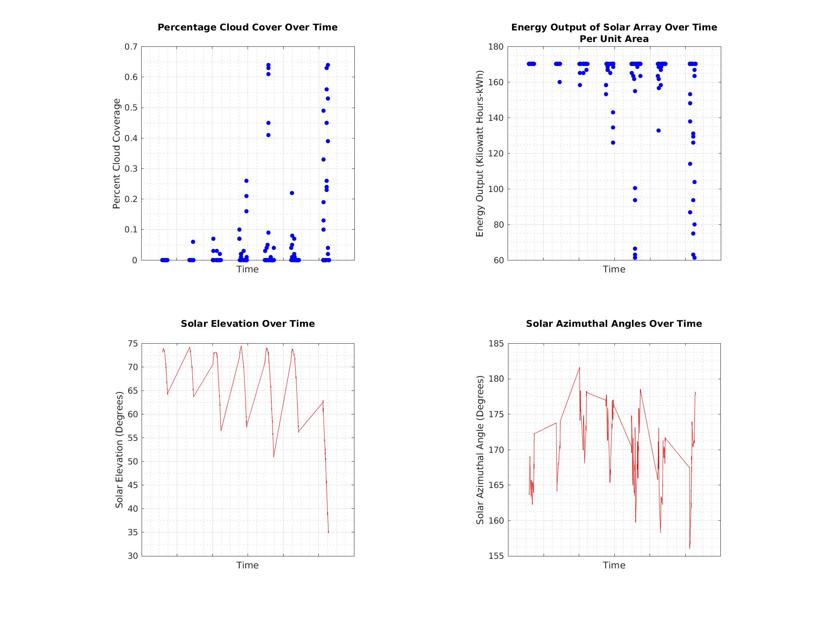 Percentage Cloud Cover Over Time
0.7
0.6
0.5
0.4
0.3
0.2
0.1
0
Percent Cloud Coverage
Time
Energy Output of Solar Array Over Time
Per Unit Area
180
160
140
120
100
80
60
Energy Output (Kilowatt Hours-kWh)
Time
Solar Elevation Over Time
75
70
65
60
55
50
45
40
35
30
Solar Elevation (Degrees)
Time
Solar Azimuthal Angles Over Time
185
180
175
170
165
160
155
Solar Azimuthal Angle (Degrees)
Time